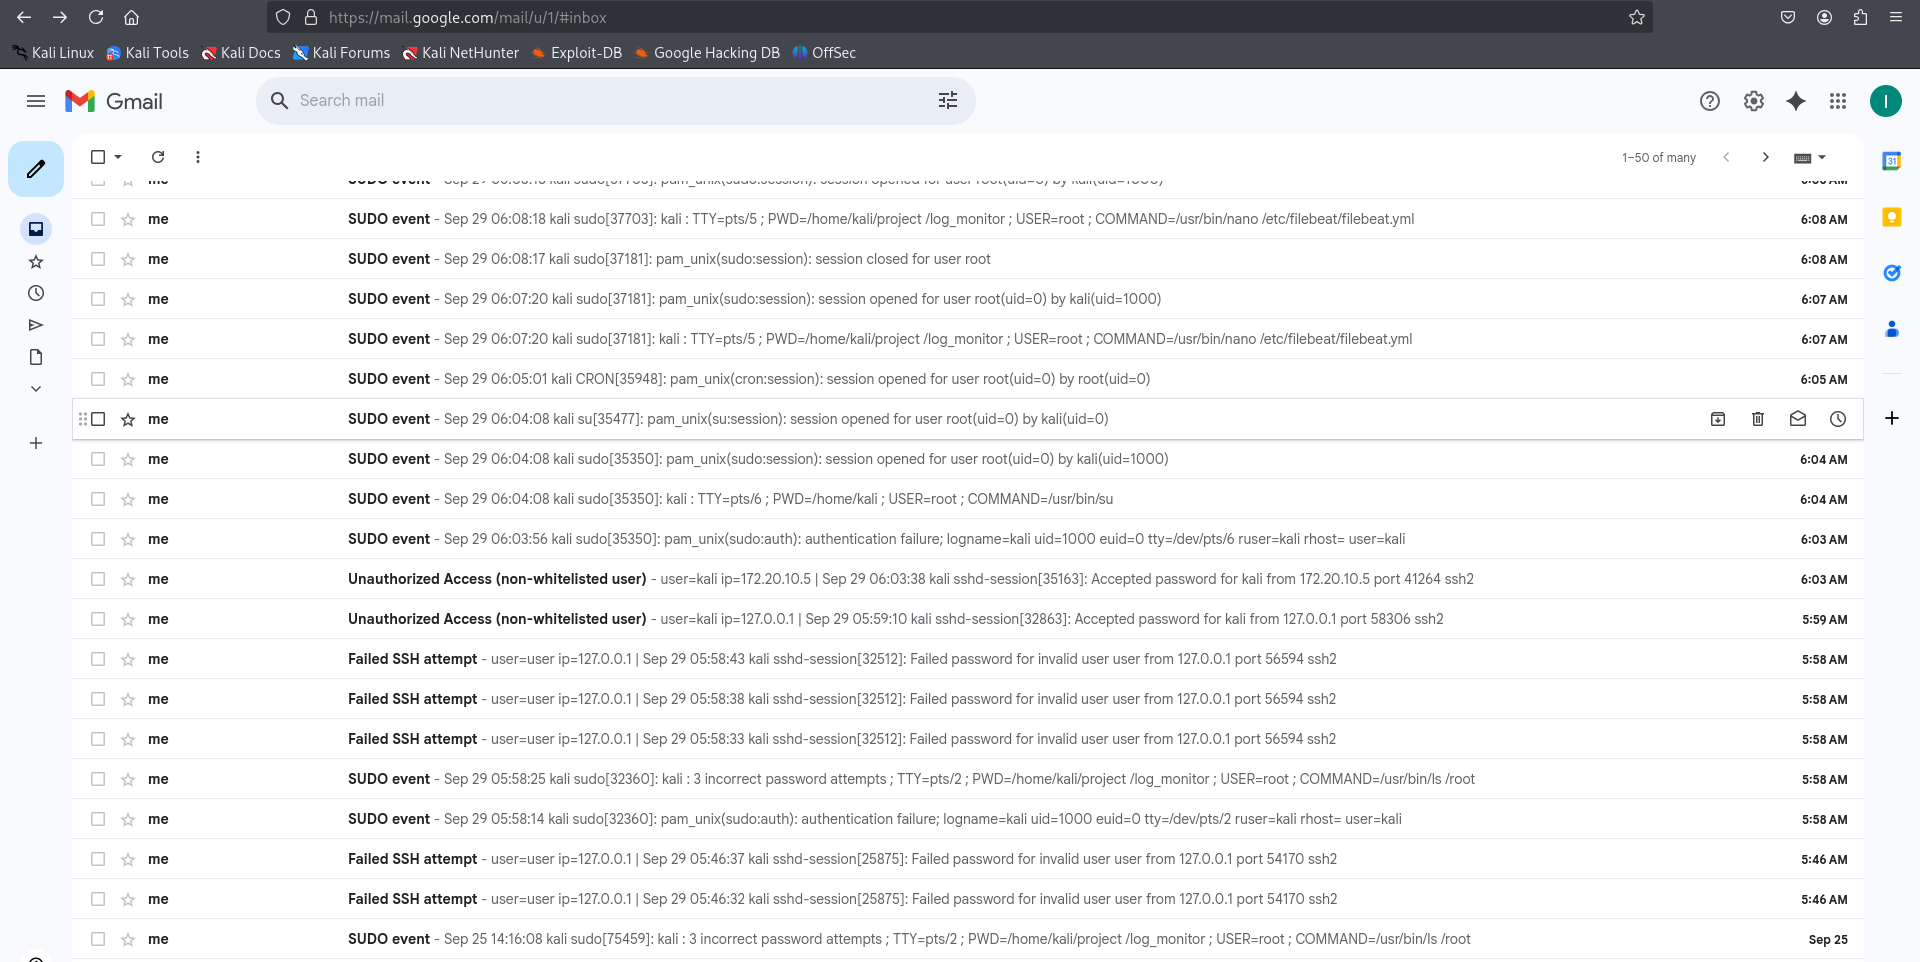 https://mail.google.com/mail/u/1/#inbox
Kali Linux Kali Tools Kali Docs Kali Forums Kali NetHunter Exploit-DB Google Hacking DB OffSec
Gmail Search mail I
1–50 of many
31
me SUDO event - Sep 29 06:08:18 kali sudo[37703]: pam_unix(sudo:session): session opened for user root(uid=0) by kali(uid=1000)
me SUDO event - Sep 29 06:08:18 kali sudo[37703]: kali : TTY=pts/5 ; PWD=/home/kali/project /log_monitor ; USER=root ; COMMAND=/usr/bin/nano /etc/filebeat/filebeat.yml 6:08 AM
me SUDO event - Sep 29 06:08:17 kali sudo[37181]: pam_unix(sudo:session): session closed for user root 6:08 AM
me SUDO event - Sep 29 06:07:20 kali sudo[37181]: pam_unix(sudo:session): session opened for user root(uid=0) by kali(uid=1000) 6:07 AM
me SUDO event - Sep 29 06:07:20 kali sudo[37181]: kali : TTY=pts/5 ; PWD=/home/kali/project /log_monitor ; USER=root ; COMMAND=/usr/bin/nano /etc/filebeat/filebeat.yml 6:07 AM
me SUDO event - Sep 29 06:05:01 kali CRON[35948]: pam_unix(cron:session): session opened for user root(uid=0) by root(uid=0) 6:05 AM
me SUDO event - Sep 29 06:04:08 kali su[35477]: pam_unix(su:session): session opened for user root(uid=0) by kali(uid=0)
me SUDO event - Sep 29 06:04:08 kali sudo[35350]: pam_unix(sudo:session): session opened for user root(uid=0) by kali(uid=1000) 6:04 AM
me SUDO event - Sep 29 06:04:08 kali sudo[35350]: kali : TTY=pts/6 ; PWD=/home/kali ; USER=root ; COMMAND=/usr/bin/su 6:04 AM
me SUDO event - Sep 29 06:03:56 kali sudo[35350]: pam_unix(sudo:auth): authentication failure; logname=kali uid=1000 euid=0 tty=/dev/pts/6 ruser=kali rhost= user=kali 6:03 AM
me Unauthorized Access (non-whitelisted user) - user=kali ip=172.20.10.5 | Sep 29 06:03:38 kali sshd-session[35163]: Accepted password for kali from 172.20.10.5 port 41264 ssh2 6:03 AM
me Unauthorized Access (non-whitelisted user) - user=kali ip=127.0.0.1 | Sep 29 05:59:10 kali sshd-session[32863]: Accepted password for kali from 127.0.0.1 port 58306 ssh2 5:59 AM
me Failed SSH attempt - user=user ip=127.0.0.1 | Sep 29 05:58:43 kali sshd-session[32512]: Failed password for invalid user user from 127.0.0.1 port 56594 ssh2 5:58 AM
me Failed SSH attempt - user=user ip=127.0.0.1 | Sep 29 05:58:38 kali sshd-session[32512]: Failed password for invalid user user from 127.0.0.1 port 56594 ssh2 5:58 AM
me Failed SSH attempt - user=user ip=127.0.0.1 | Sep 29 05:58:33 kali sshd-session[32512]: Failed password for invalid user user from 127.0.0.1 port 56594 ssh2 5:58 AM
me SUDO event - Sep 29 05:58:25 kali sudo[32360]: kali : 3 incorrect password attempts ; TTY=pts/2 ; PWD=/home/kali/project /log_monitor ; USER=root ; COMMAND=/usr/bin/ls /root 5:58 AM
me SUDO event - Sep 29 05:58:14 kali sudo[32360]: pam_unix(sudo:auth): authentication failure; logname=kali uid=1000 euid=0 tty=/dev/pts/2 ruser=kali rhost= user=kali 5:58 AM
me Failed SSH attempt - user=user ip=127.0.0.1 | Sep 29 05:46:37 kali sshd-session[25875]: Failed password for invalid user user from 127.0.0.1 port 54170 ssh2 5:46 AM
me Failed SSH attempt - user=user ip=127.0.0.1 | Sep 29 05:46:32 kali sshd-session[25875]: Failed password for invalid user user from 127.0.0.1 port 54170 ssh2 5:46 AM
me SUDO event - Sep 25 14:16:08 kali sudo[75459]: kali : 3 incorrect password attempts ; TTY=pts/2 ; PWD=/home/kali/project /log_monitor ; USER=root ; COMMAND=/usr/bin/ls /root Sep 25